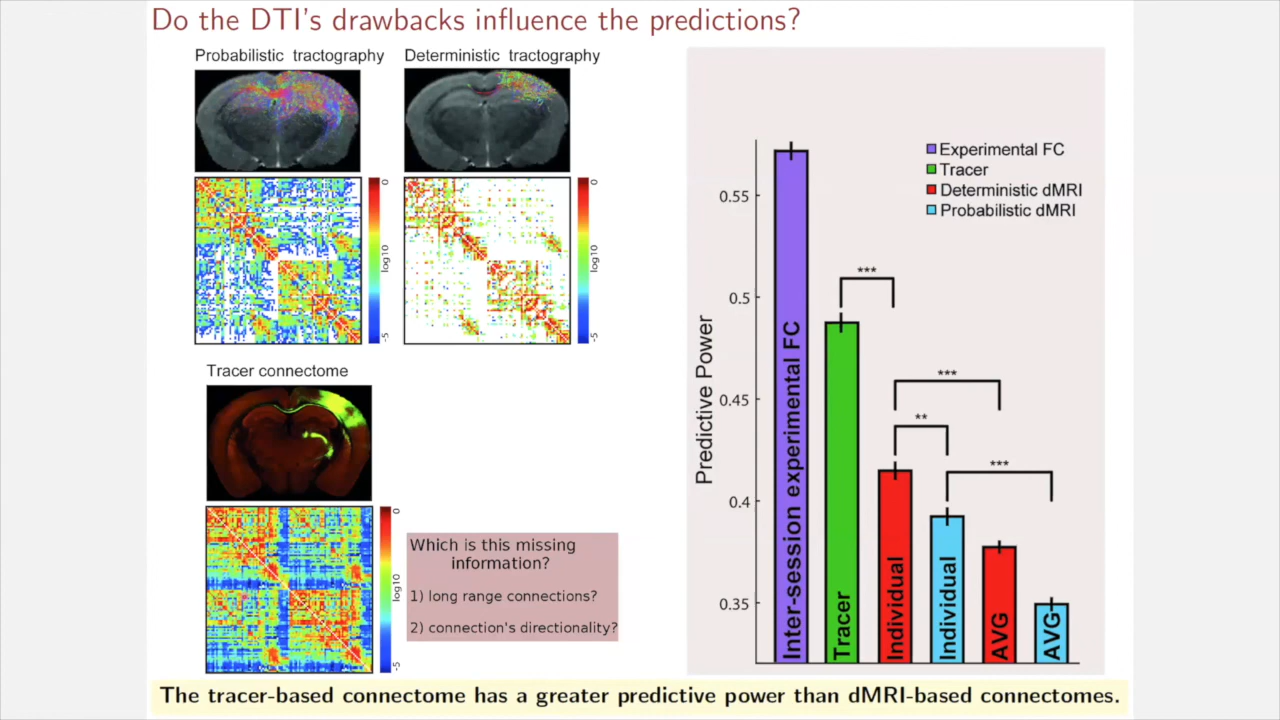 Do the DTI's drawbacks influence the predictions?
Probabilistic tractography
Deterministic tractography
0
log10
-5
0
log10
-5
Tracer connectome
0
log10
-5
Which is this missing
information?
1) long range connections?
2) connection's directionality?
Predictive Power
0.55
0.5
0.45
0.4
0.35
Experimental FC
Tracer
Deterministic dMRI
Probabilistic dMRI
***
***
**
***
Inter-session experimental FC
Tracer
Individual
Individual
AVG
AVG
The tracer-based connectome has a greater predictive power than dMRI-based connectomes.